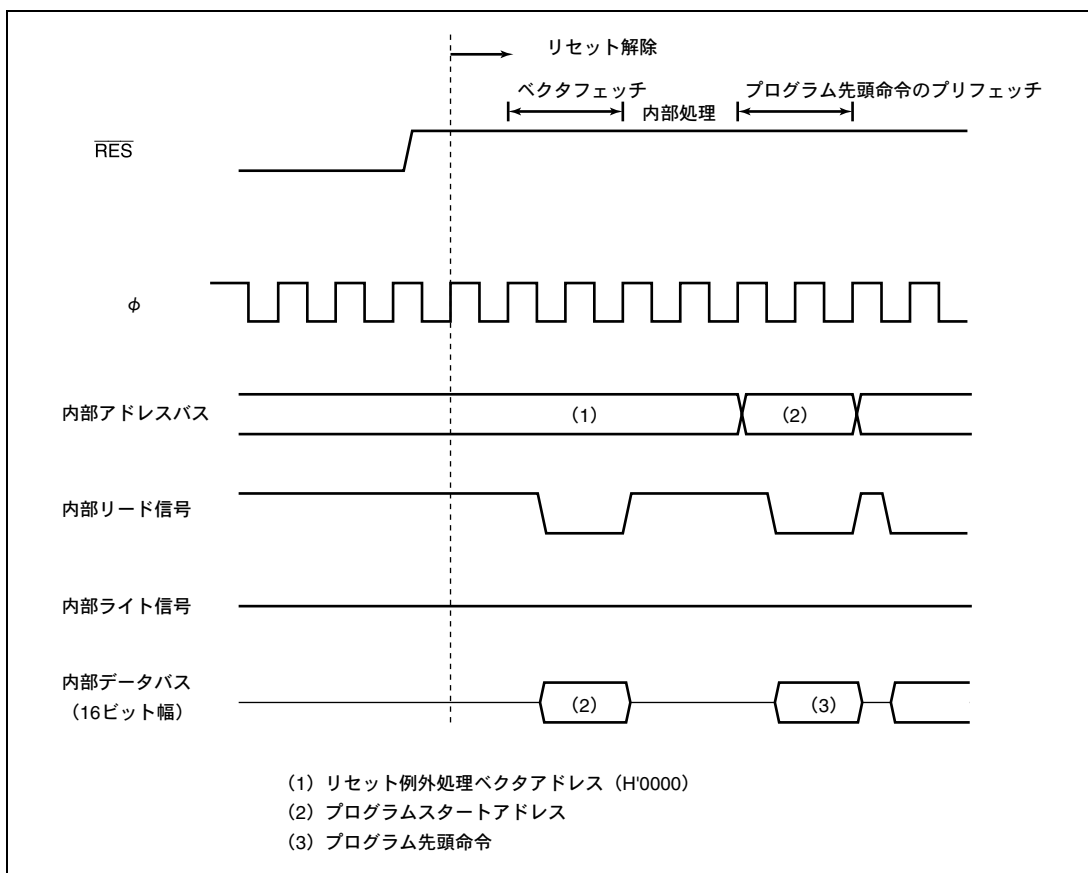 リセット解除
ベクタフェッチ
プログラム先頭命令のプリフェッチ
内部処理
RES
φ
内部アドレスバス
(1)
(2)
内部リード信号
内部ライト信号
内部データバス
(16ビット幅)
(2)
(3)
(1) リセット例外処理ベクタアドレス (H'0000)
(2) プログラムスタートアドレス
(3) プログラム先頭命令